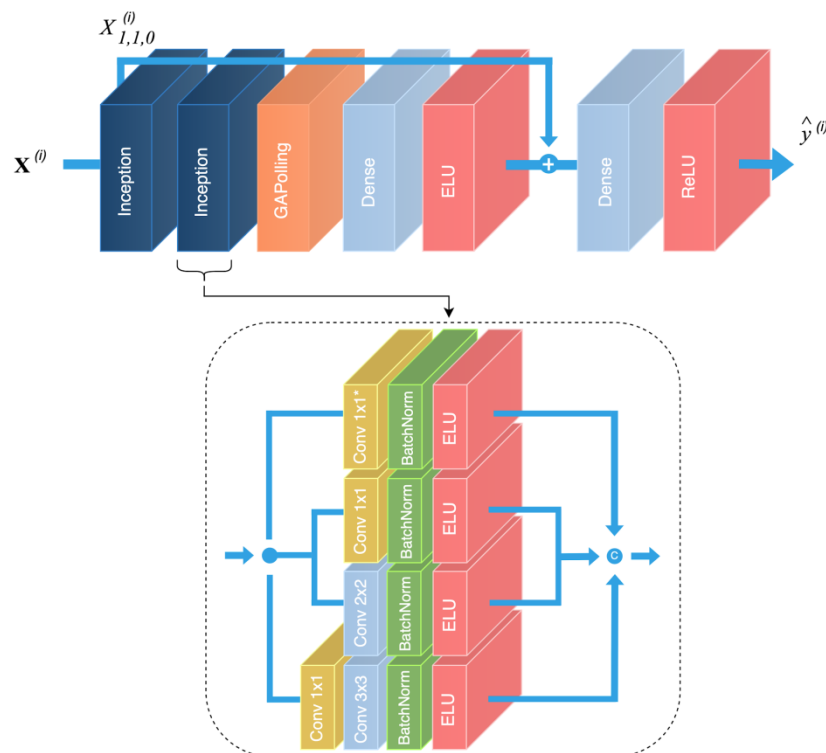 X^{(i)}_{1,1,0}
X^{(i)}
Inception
Inception
GAPolling
Dense
ELU
+
Dense
ReLU
ŷ^{(i)}
Conv 1x1*
BatchNorm
ELU
Conv 1x1
BatchNorm
ELU
Conv 2x2
BatchNorm
ELU
Conv 1x1
Conv 3x3
BatchNorm
ELU
C